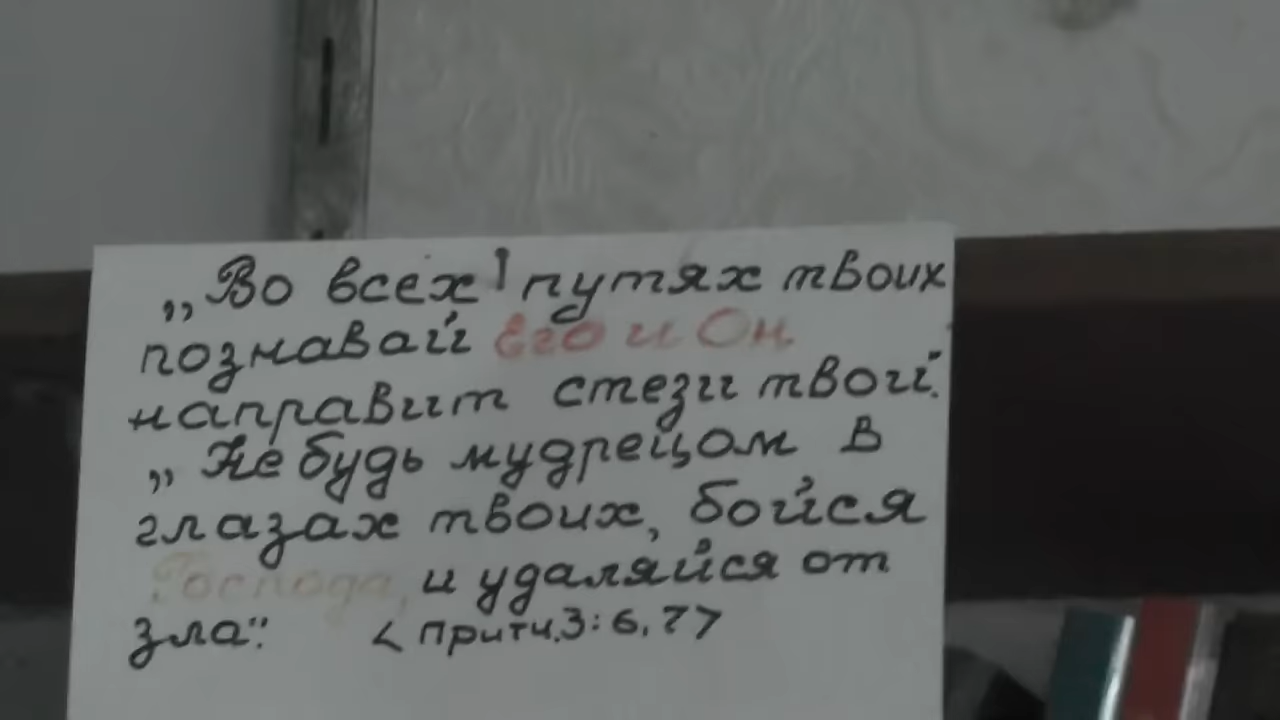 „Во всех путях твоих
познавай Его и Он
направит стези твои".
„Не будь мудрецом в
глазах твоих, бойся
Господа, и удаляйся от
зла". <Притч.3:6,7>